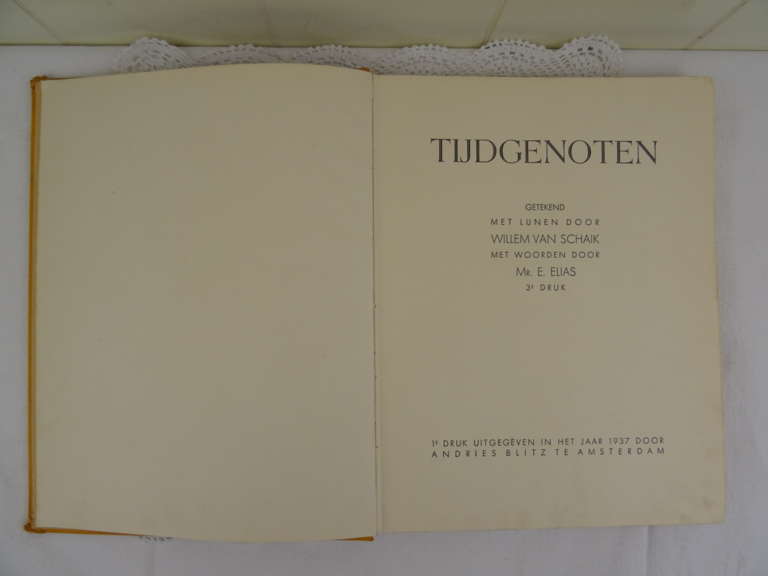 TIJDGENOTEN
GETEKEND
MET LIJNEN DOOR
WILLEM VAN SCHAIK
MET WOORDEN DOOR
Mr. E. ELIAS
3e DRUK
1e DRUK UITGEGEVEN IN HET JAAR 1937 DOOR
ANDRIES BLITZ TE AMSTERDAM